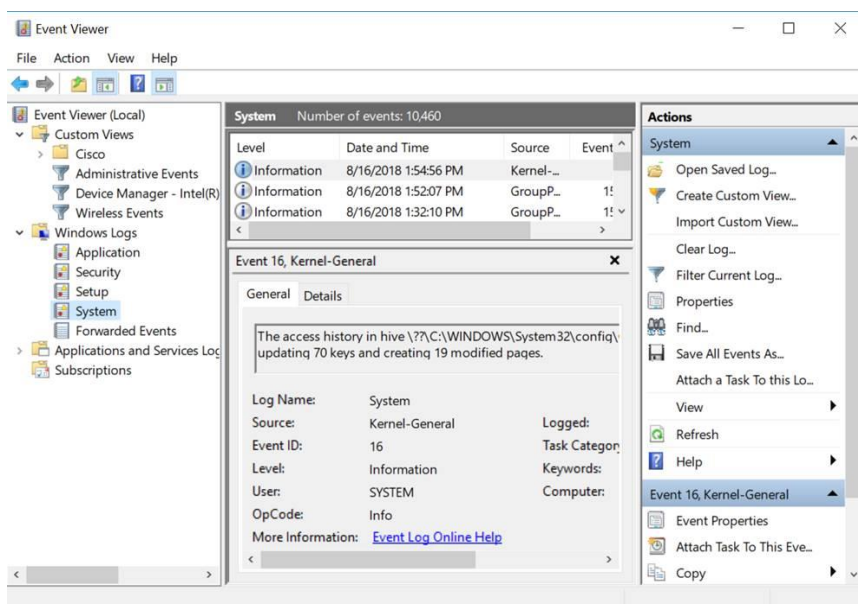 Event Viewer
File Action View Help
Event Viewer (Local)
Custom Views
Cisco
Administrative Events
Device Manager - Intel(R)
Wireless Events
Windows Logs
Application
Security
Setup
System
Forwarded Events
Applications and Services Log
Subscriptions
System Number of events: 10,460
Level Date and Time Source Event
Information 8/16/2018 1:54:56 PM Kernel-...
Information 8/16/2018 1:52:07 PM GroupP...
Information 8/16/2018 1:32:10 PM GroupP...
Event 16, Kernel-General
General Details
The access history in hive \??\C:\WINDOWS\System32\config\
updating 70 keys and creating 19 modified pages.
Log Name: System
Source: Kernel-General Logged:
Event ID: 16 Task Category
Level: Information Keywords:
User: SYSTEM Computer:
OpCode: Info
More Information: Event Log Online Help
Actions
System
Open Saved Log...
Create Custom View...
Import Custom View...
Clear Log...
Filter Current Log...
Properties
Find...
Save All Events As...
Attach a Task To this Lo...
View
Refresh
Help
Event 16, Kernel-General
Event Properties
Attach Task To This Eve...
Copy